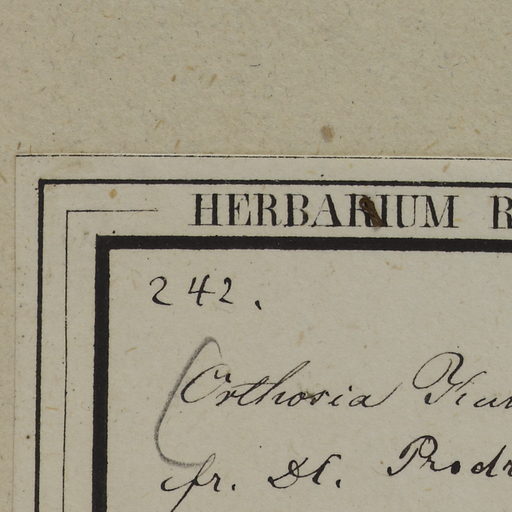 HERBARIUM R
242.
Orthosia
fr. DC. Prodr